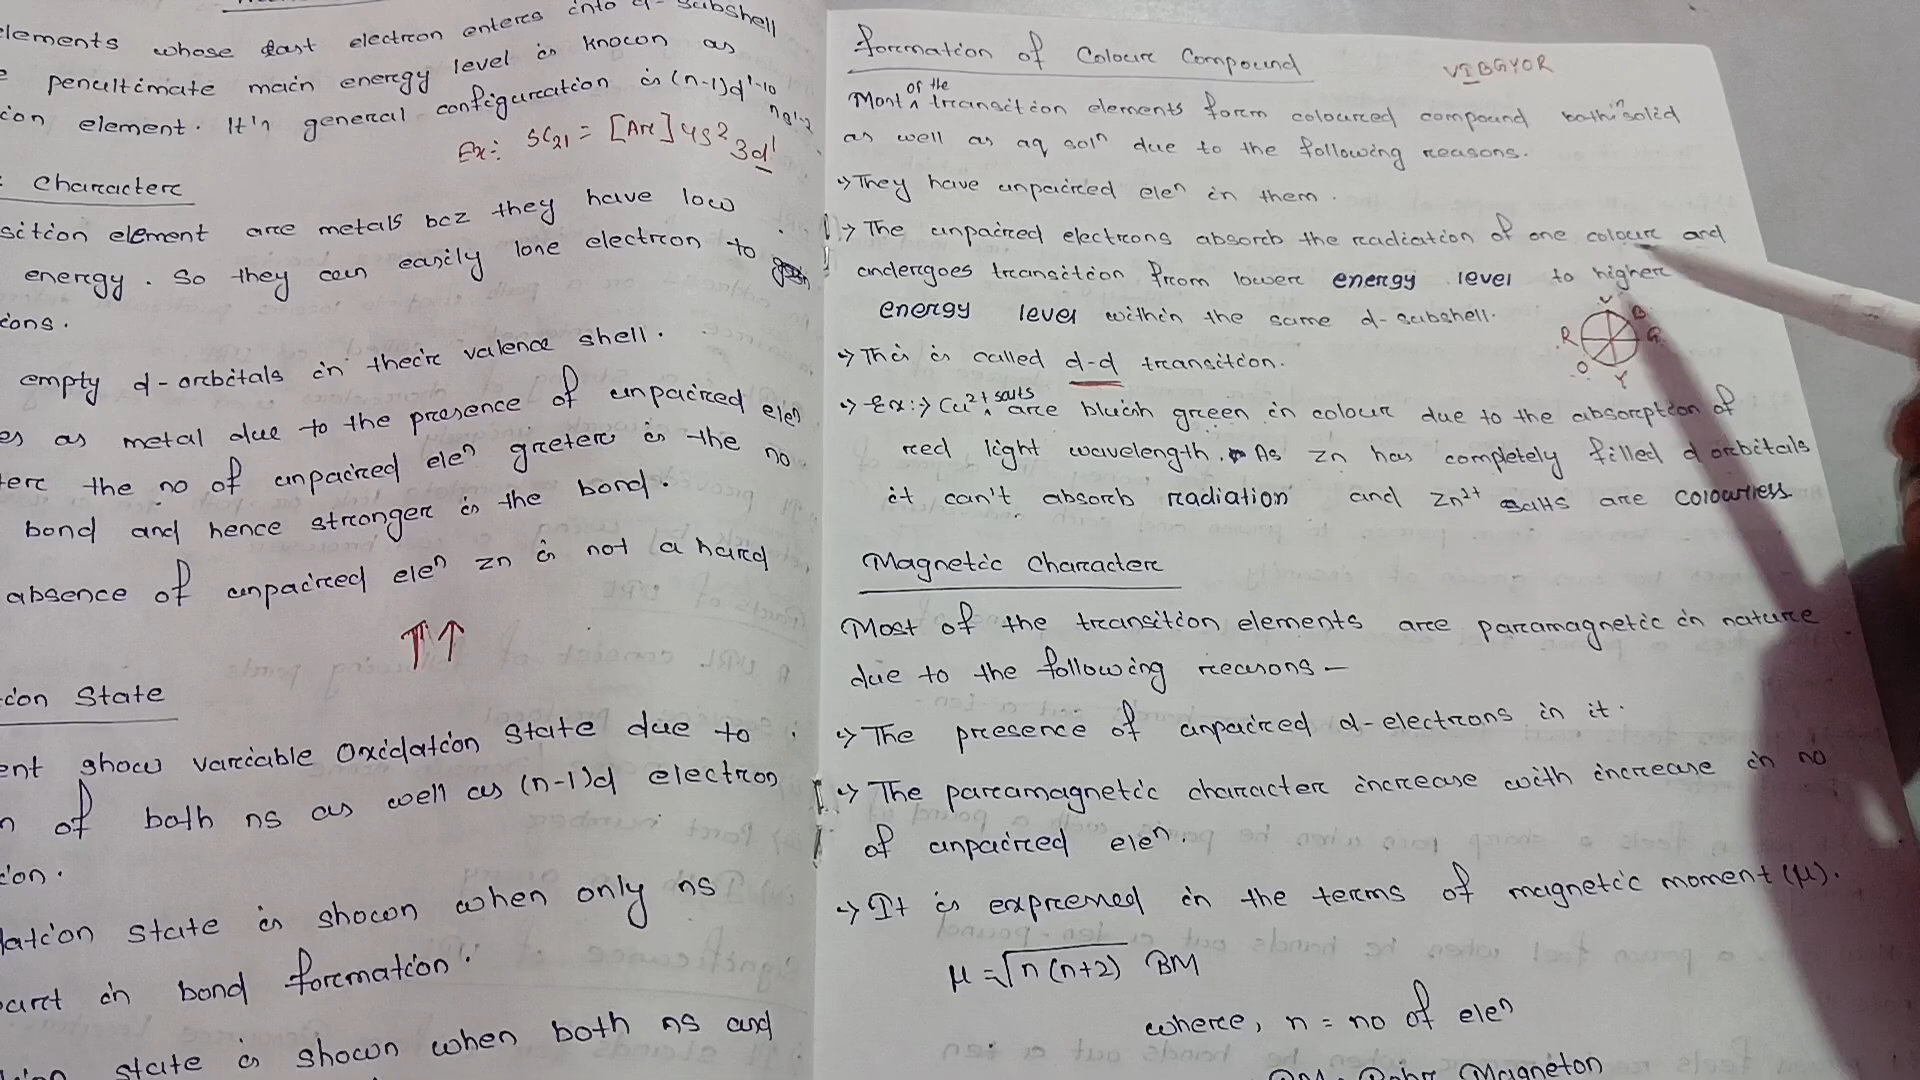 elements whose last electron enters into d-subshell
penultimate main energy level is known as
element. It's general configuration is (n-1)d¹⁻¹⁰
ns¹⁻²
Ex: SC₂₁ = [Ar] 4s² 3d¹
Character
element are metals bcz they have low
energy. So they can easily lose electron to
empty d-orbitals in their valence shell.
as metal due to the presence of unpaired eleⁿ
the no of unpaired eleⁿ greter is the no
bond and hence stronger is the bond.
absence of unpaired eleⁿ zn is not a hard
↑↑
State
show variable Oxidation state due to
of both ns as well as (n-1)d electron
state is shown when only ns
in bond formation.
state is shown when both ns and
Formation of Colour Compound
VIBGYOR
Most of the transition elements form coloured compound both in solid
as well as aq solⁿ due to the following reasons.
→ They have unpaired eleⁿ in them.
→ The unpaired electrons absorb the radiation of one colour and
undergoes transition from lower energy level to higher
energy level within the same d-subshell.
V
B
R
G
O
Y
→ This is called d-d transition.
→ Ex:→ Cu²⁺ salts are bluish green in colour due to the absorption of
red light wavelength. As zn has completely filled d orbitals
it can't absorb radiation and Zn²⁺ salts are colourless
Magnetic Character
Most of the transition elements are paramagnetic in nature
due to the following reasons —
→ The presence of unpaired d-electrons in it.
→ The paramagnetic character increase with increase in no
of unpaired eleⁿ.
→ It is expressed in the terms of magnetic moment (μ).
μ = √n(n+2) BM
where, n = no of eleⁿ
Magneton